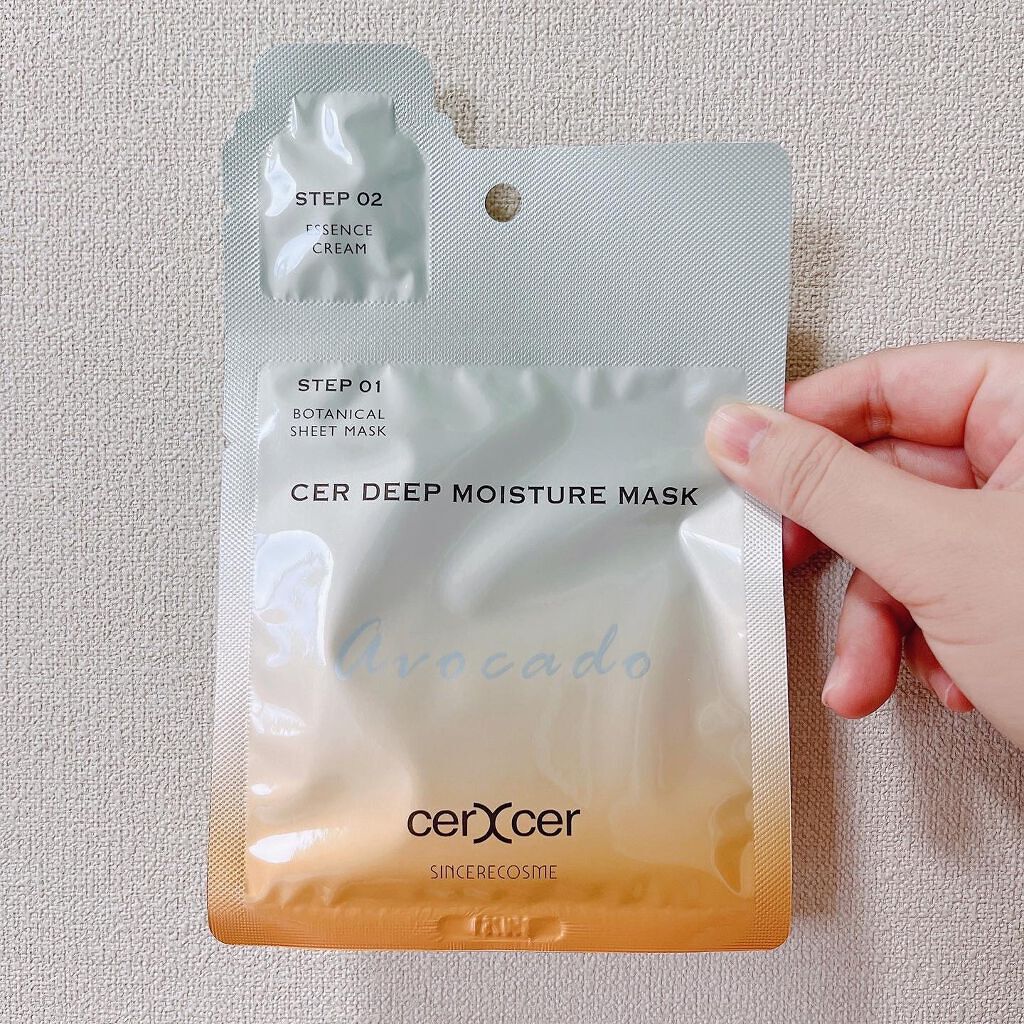 STEP 02
ESSENCE
CREAM
STEP 01
BOTANICAL
SHEET MASK
CER DEEP MOISTURE MASK
Avocado
cerXcer
SINCERECOSME